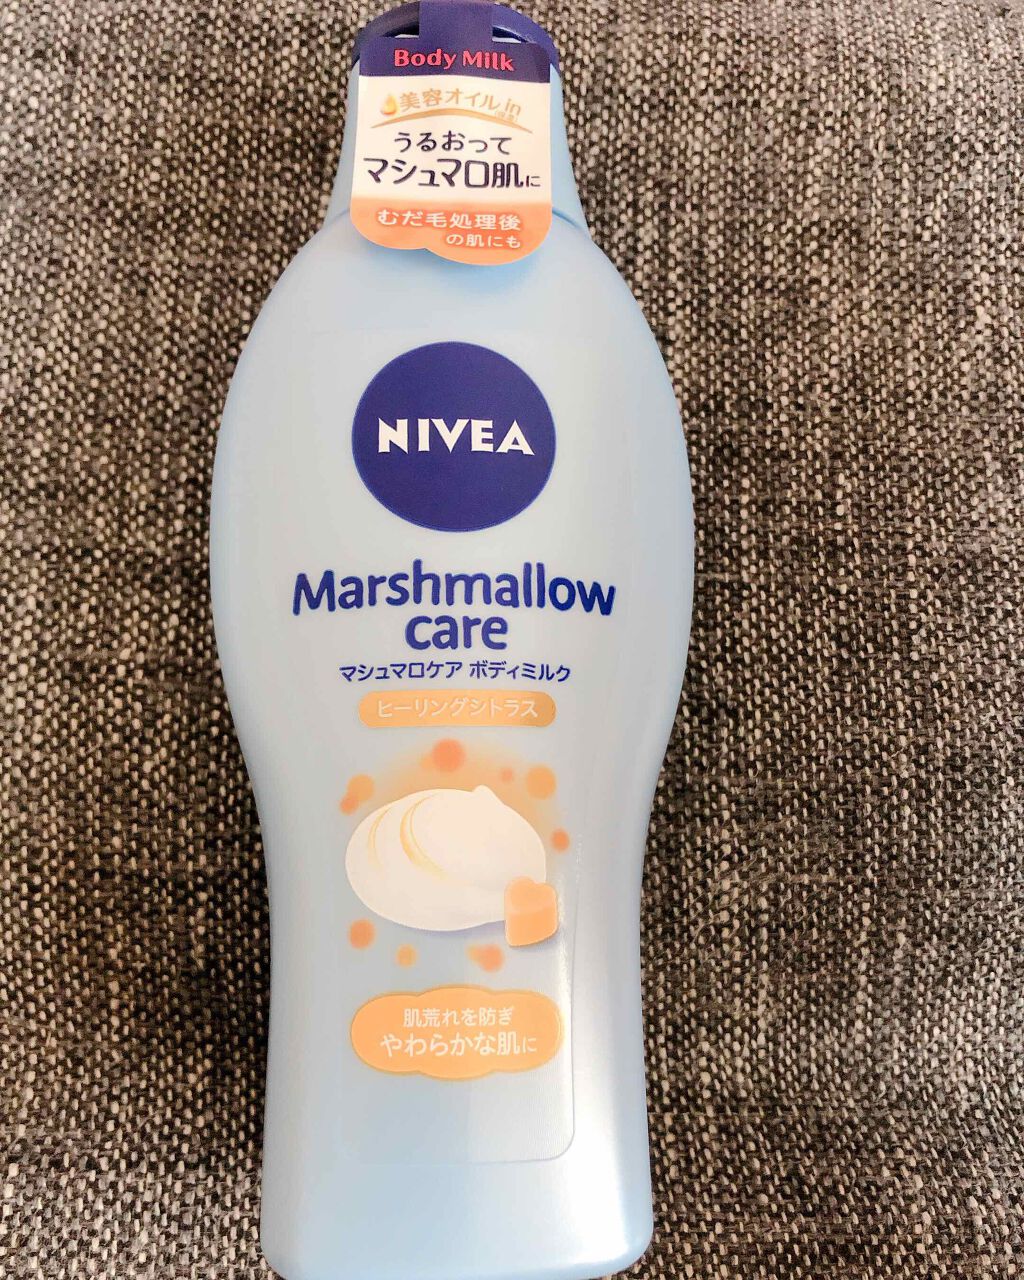 Body Milk
美容オイル in
うるおって
マシュマロ肌に
むだ毛処理後
の肌にも
NIVEA
Marshmallow
care
マシュマロケア ボディミルク
ヒーリングシトラス
肌荒れを防ぎ
やわらかな肌に